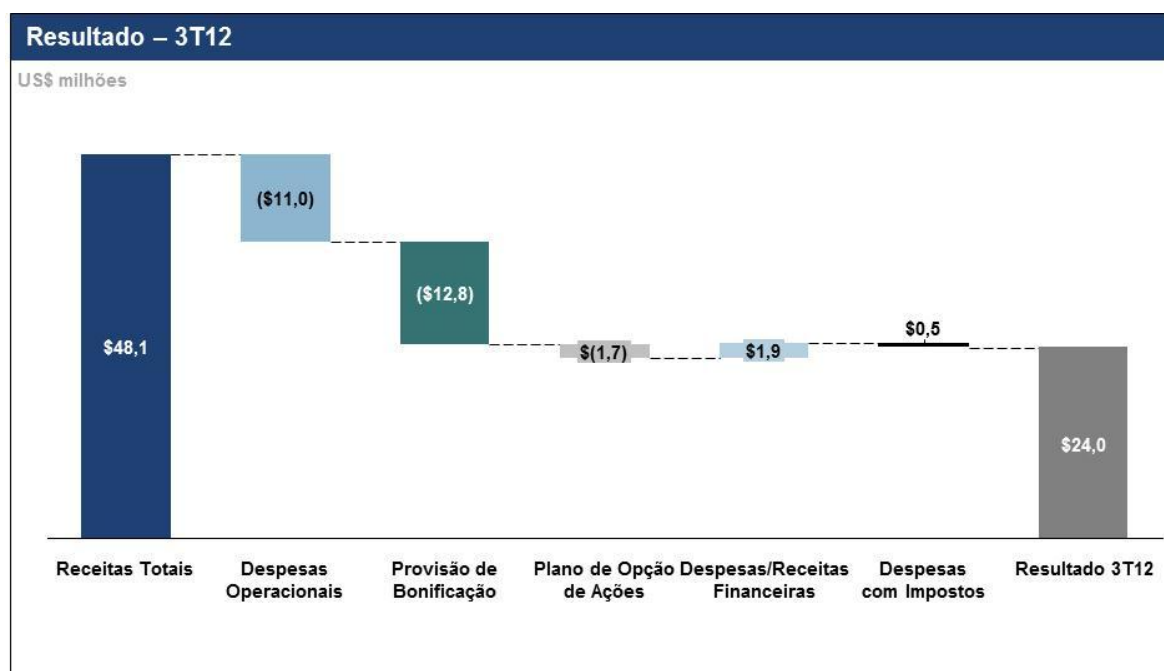 Resultado – 3T12
US$ milhões
($11,0)
($12,8)
$0,5
$48,1
$(1,7)
$1,9
$24,0
Receitas Totais
Despesas
Operacionais
Provisão de
Bonificação
Plano de Opção
de Ações
Despesas/Receitas
Financeiras
Despesas
com Impostos
Resultado 3T12